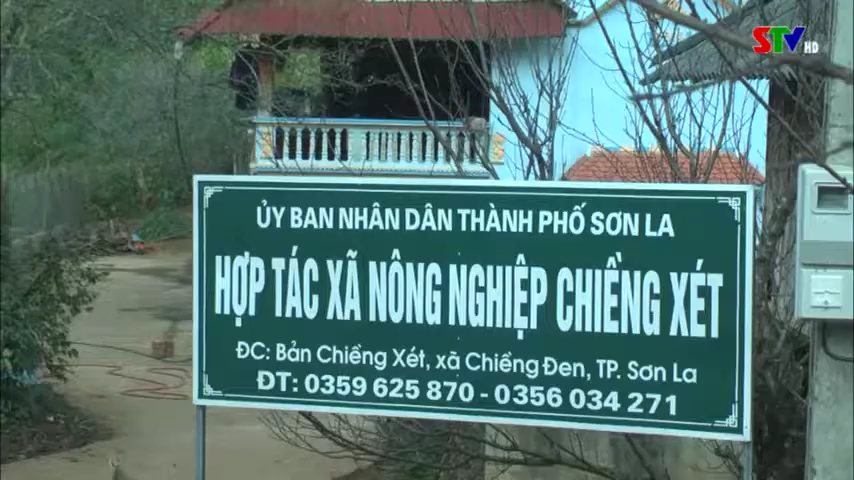 STV HD
ỦY BAN NHÂN DÂN THÀNH PHỐ SƠN LA
HỢP TÁC XÃ NÔNG NGHIỆP CHIỀNG XÉT
ĐC: Bản Chiềng Xét, xã Chiềng Đen, TP. Sơn La
ĐT: 0359 625 870 - 0356 034 271